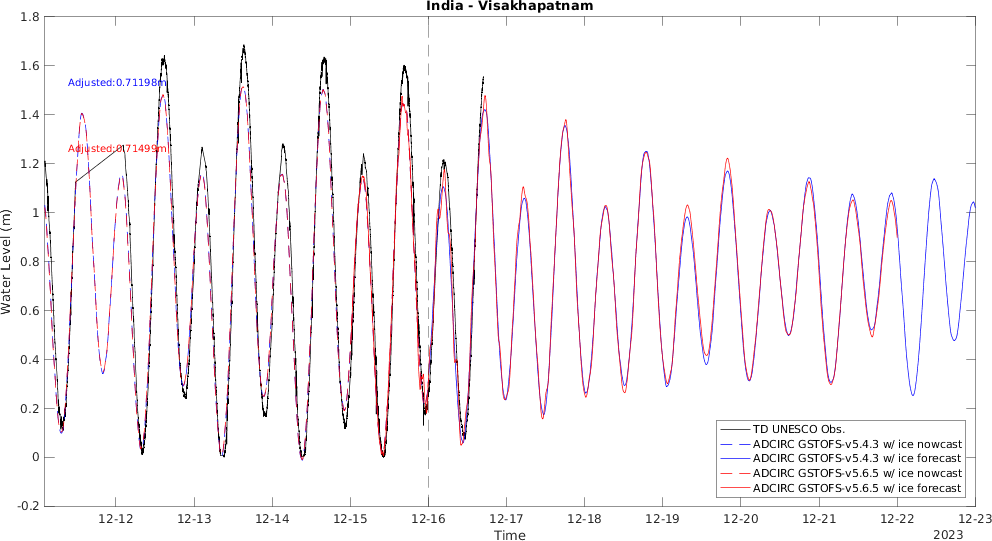 India - Visakhapatnam
Water Level (m)
1.8
1.6
1.4
1.2
1
0.8
0.6
0.4
0.2
0
-0.2
Adjusted:0.71198m
Adjusted:0.71499m
TD UNESCO Obs.
ADCIRC GSTOFS-v5.4.3 w/ ice nowcast
ADCIRC GSTOFS-v5.4.3 w/ ice forecast
ADCIRC GSTOFS-v5.6.5 w/ ice nowcast
ADCIRC GSTOFS-v5.6.5 w/ ice forecast
12-12 12-13 12-14 12-15 12-16 12-17 12-18 12-19 12-20 12-21 12-22 12-23
Time
2023